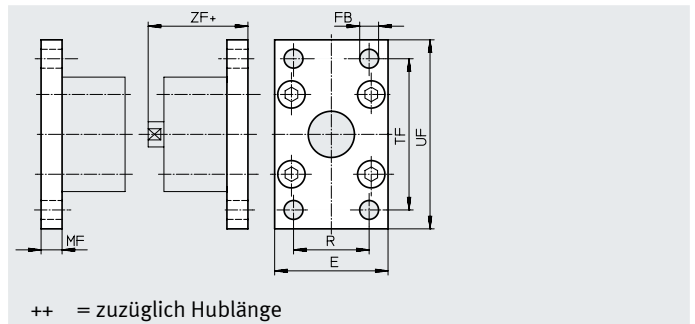 ZF+
FB
TF
UF
MF
R
E
++ = zuzüglich Hublänge